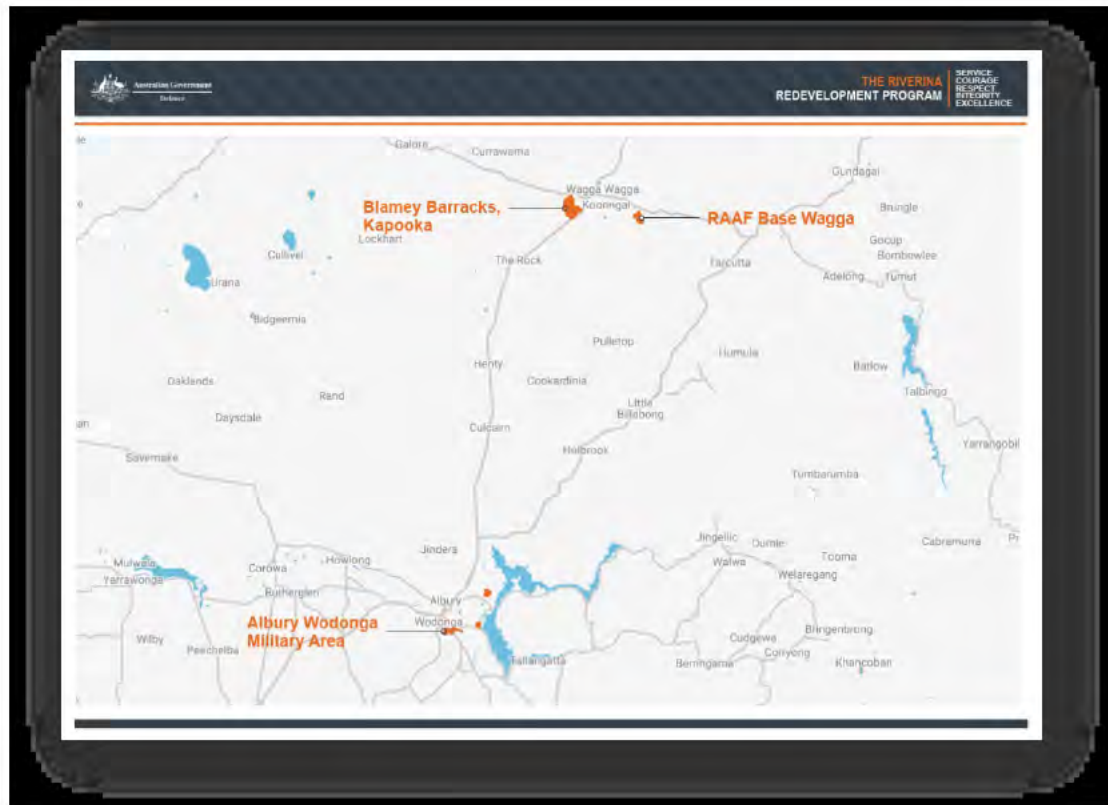 Australian Government
Defence
THE RIVERINA
REDEVELOPMENT PROGRAM
SERVICE
COURAGE
RESPECT
INTEGRITY
EXCELLENCE
Galore
Currawarna
Gundagai
Wagga Wagga
Blamey Barracks,
Kapooka
Kooringal
RAAF Base Wagga
Brungle
Lockhart
Gocup
Bombowlee
Cullivel
The Rock
Tarcutta
Adelong
Tumut
Urana
Bidgeemia
Pulletop
Humula
Henty
Batlow
Oaklands
Cookardinia
Rand
Talbingo
Little
Billabong
Daysdale
Culcairn
Yarrangobil
Holbrook
Savernake
Tumbarumba
Jingellic
Ournie
Cabramurra
Jindera
Tooma
Mulwala
Howlong
Walwa
Corowa
Welaregang
Yarrawonga
Rutherglen
Albury
Albury Wodonga
Military Area
Wodonga
Bringenbrong
Wilby
Peechelba
Cudgewa
Corryong
Tallangatta
Berringama
Khancoban